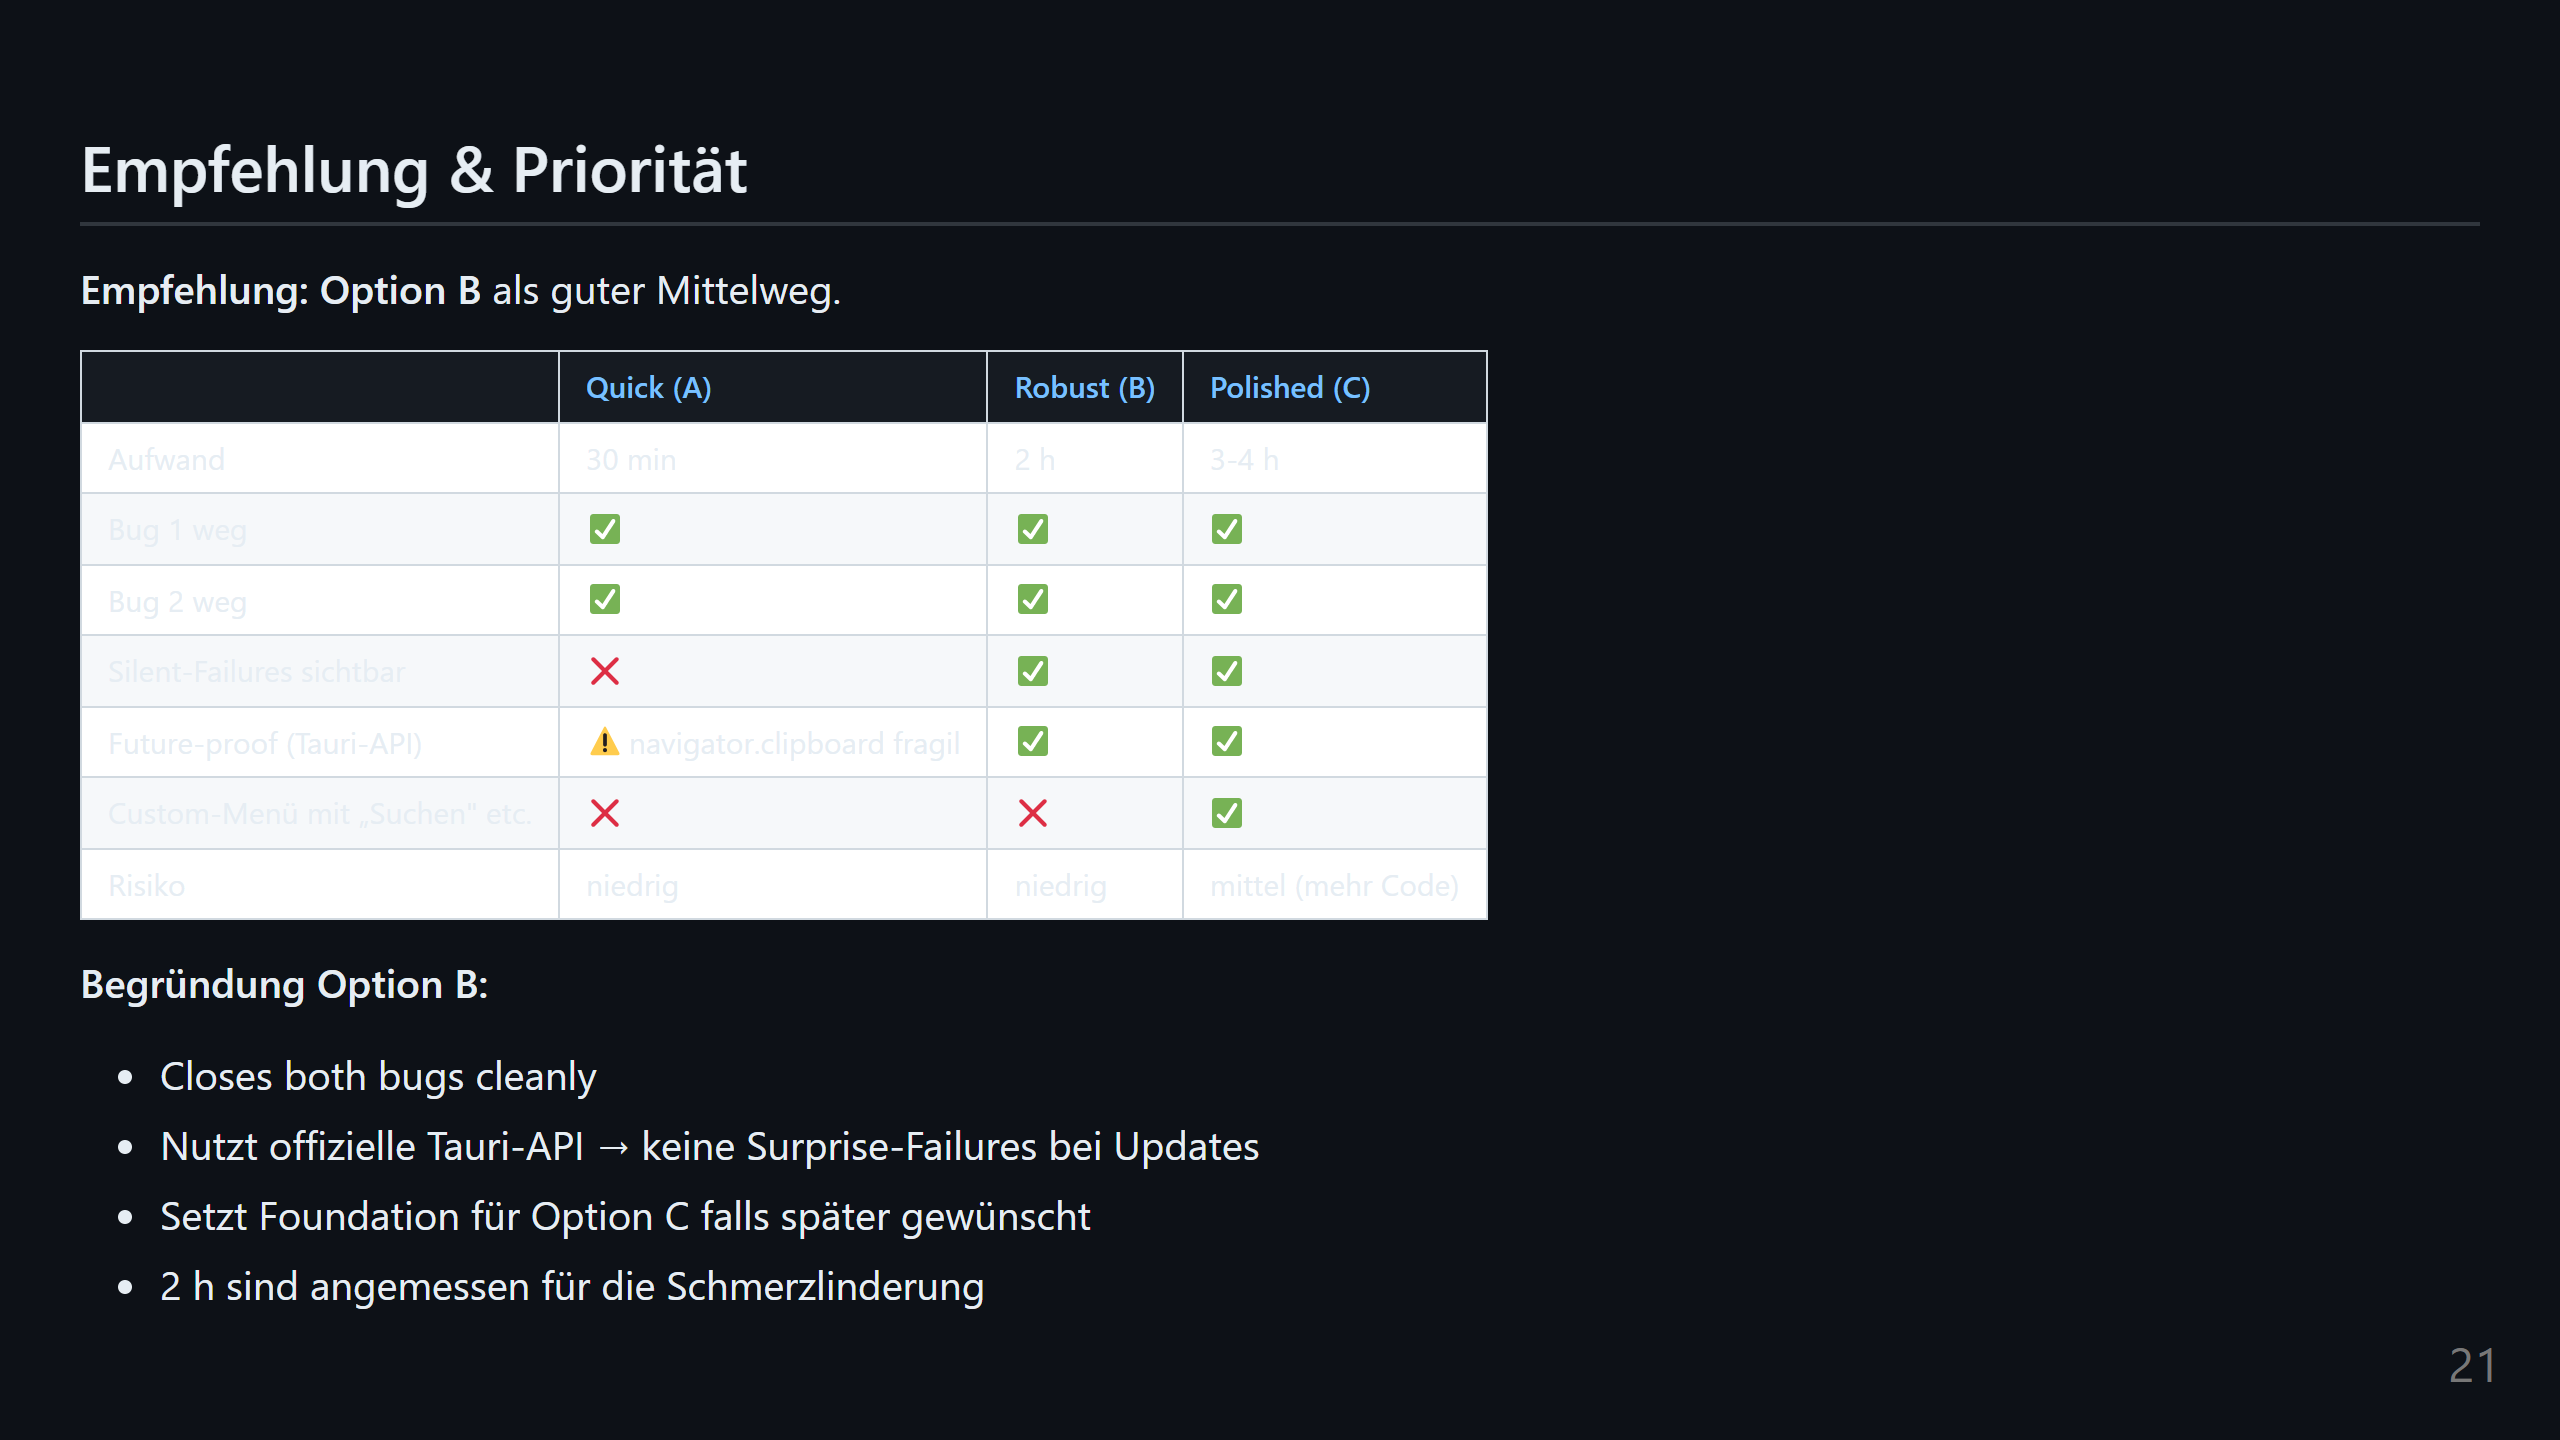 Empfehlung & Priorität
Empfehlung: Option B als guter Mittelweg.
Quick (A) Robust (B) Polished (C)
Aufwand 30 min 2 h 3-4 h
Bug 1 weg ✅ ✅ ✅
Bug 2 weg ✅ ✅ ✅
Silent-Failures sichtbar ❌ ✅ ✅
Future-proof (Tauri-API) ⚠️ navigator.clipboard fragil ✅ ✅
Custom-Menü mit „Suchen" etc. ❌ ❌ ✅
Risiko niedrig niedrig mittel (mehr Code)
Begründung Option B:
• Closes both bugs cleanly
• Nutzt offizielle Tauri-API → keine Surprise-Failures bei Updates
• Setzt Foundation für Option C falls später gewünscht
• 2 h sind angemessen für die Schmerzlinderung
21